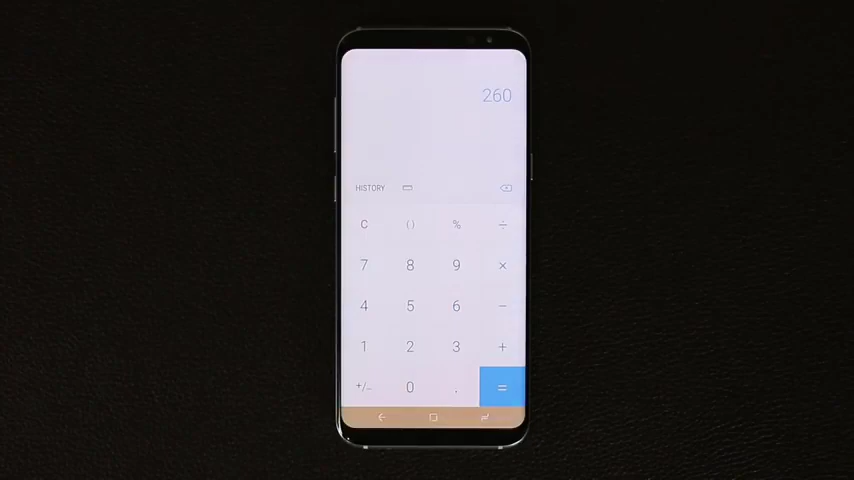 260
HISTORY
C ( ) % ÷
7 8 9 ×
4 5 6 −
1 2 3 +
+/− 0 . =